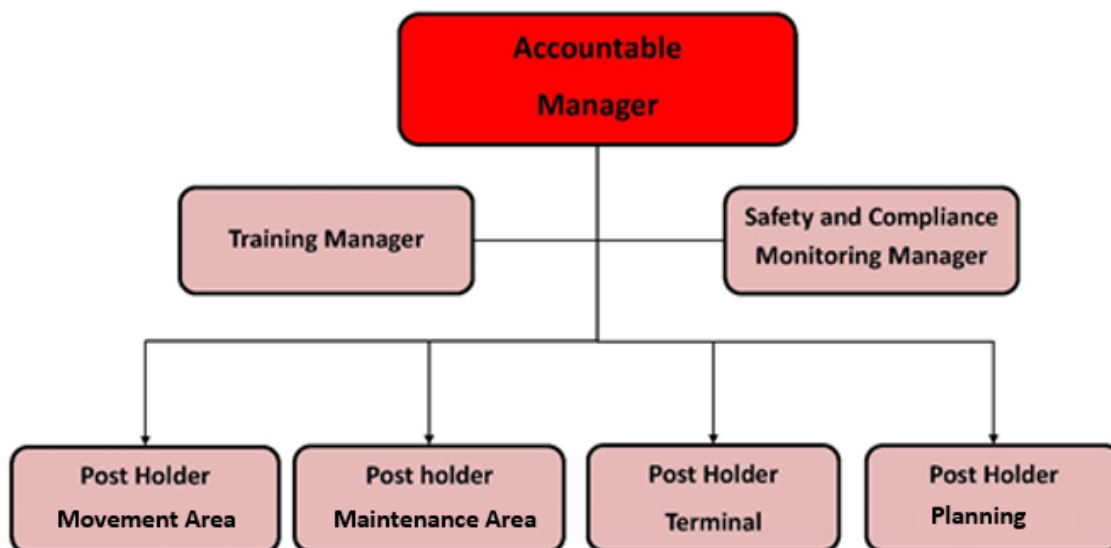 Accountable
Manager
Training Manager
Safety and Compliance
Monitoring Manager
Post Holder
Movement Area
Post holder
Maintenance Area
Post Holder
Terminal
Post Holder
Planning